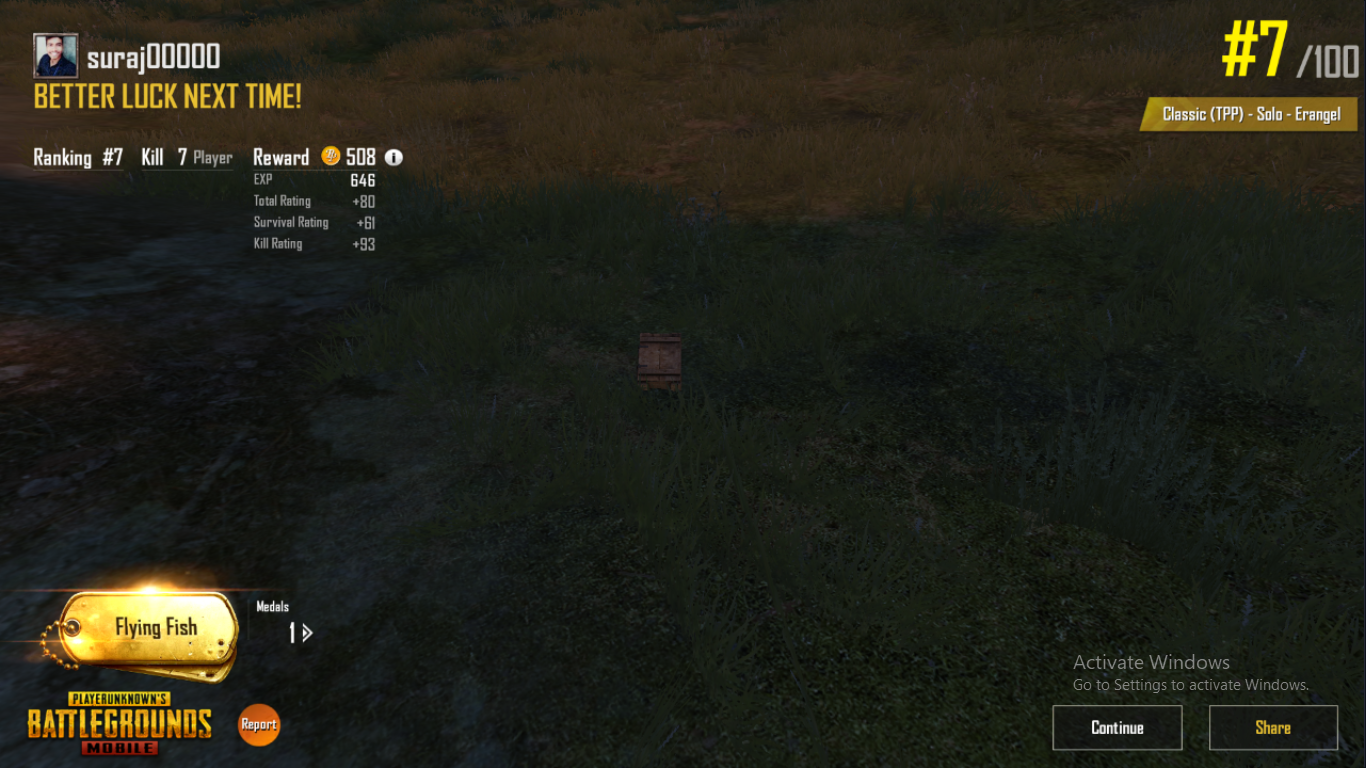 suraj00000
BETTER LUCK NEXT TIME!
#7 /100
Classic (TPP) - Solo - Erangel
Ranking #7 Kill 7 Player Reward 508
EXP 646
Total Rating +80
Survival Rating +61
Kill Rating +93
Flying Fish
Medals
1
PLAYERUNKNOWN'S
BATTLEGROUNDS
MOBILE
Report
Activate Windows
Go to Settings to activate Windows.
Continue
Share